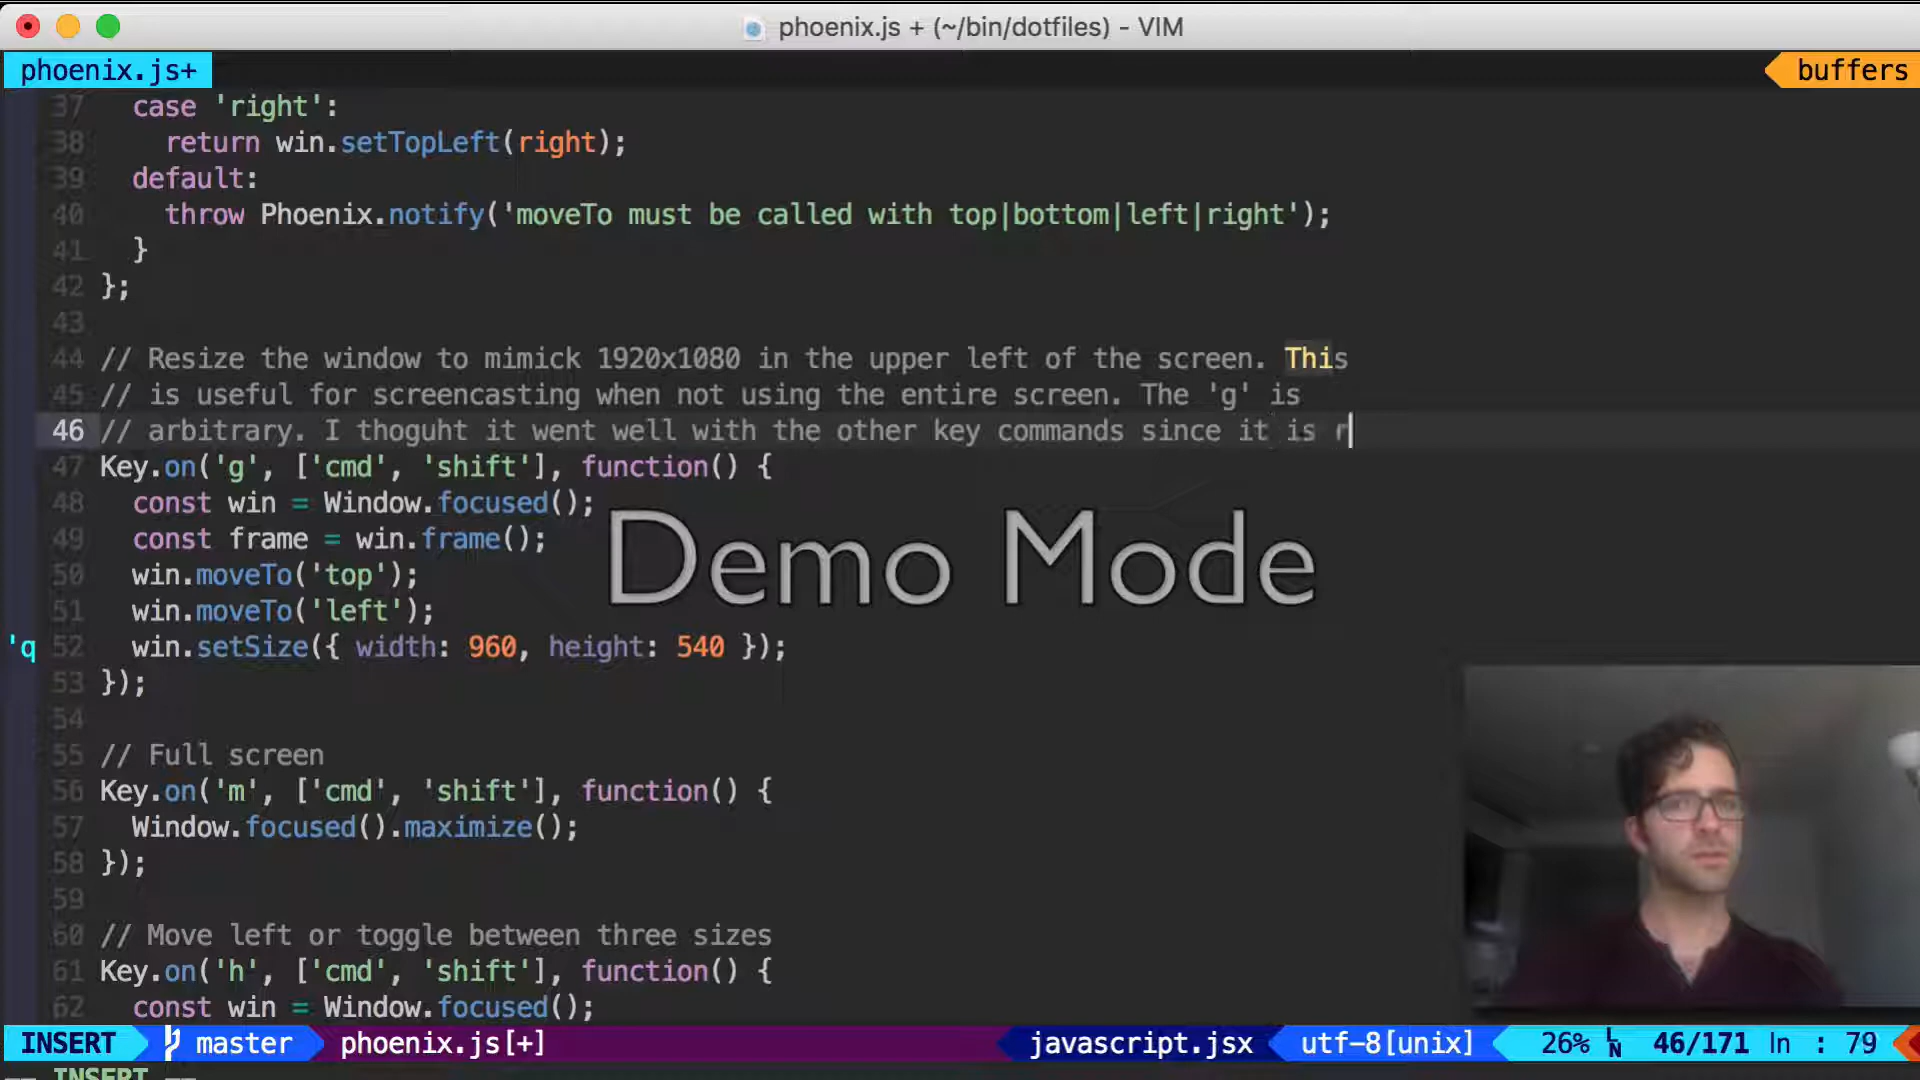 phoenix.js + (~/bin/dotfiles) - VIM
phoenix.js+
buffers
37 case 'right':
38 return win.setTopLeft(right);
39 default:
40 throw Phoenix.notify('moveTo must be called with top|bottom|left|right');
41 }
42 };
43
44 // Resize the window to mimick 1920x1080 in the upper left of the screen. This
45 // is useful for screencasting when not using the entire screen. The 'g' is
46 // arbitrary. I thoguht it went well with the other key commands since it is r
47 Key.on('g', ['cmd', 'shift'], function() {
48 const win = Window.focused();
49 const frame = win.frame();
50 win.moveTo('top');
51 win.moveTo('left');
'q 52 win.setSize({ width: 960, height: 540 });
53 });
54
55 // Full screen
56 Key.on('m', ['cmd', 'shift'], function() {
57 Window.focused().maximize();
58 });
59
60 // Move left or toggle between three sizes
61 Key.on('h', ['cmd', 'shift'], function() {
62 const win = Window.focused();
Demo Mode
INSERT master phoenix.js[+] javascript.jsx utf-8[unix] 26% LN 46/171 ln : 79
-- INSERT --